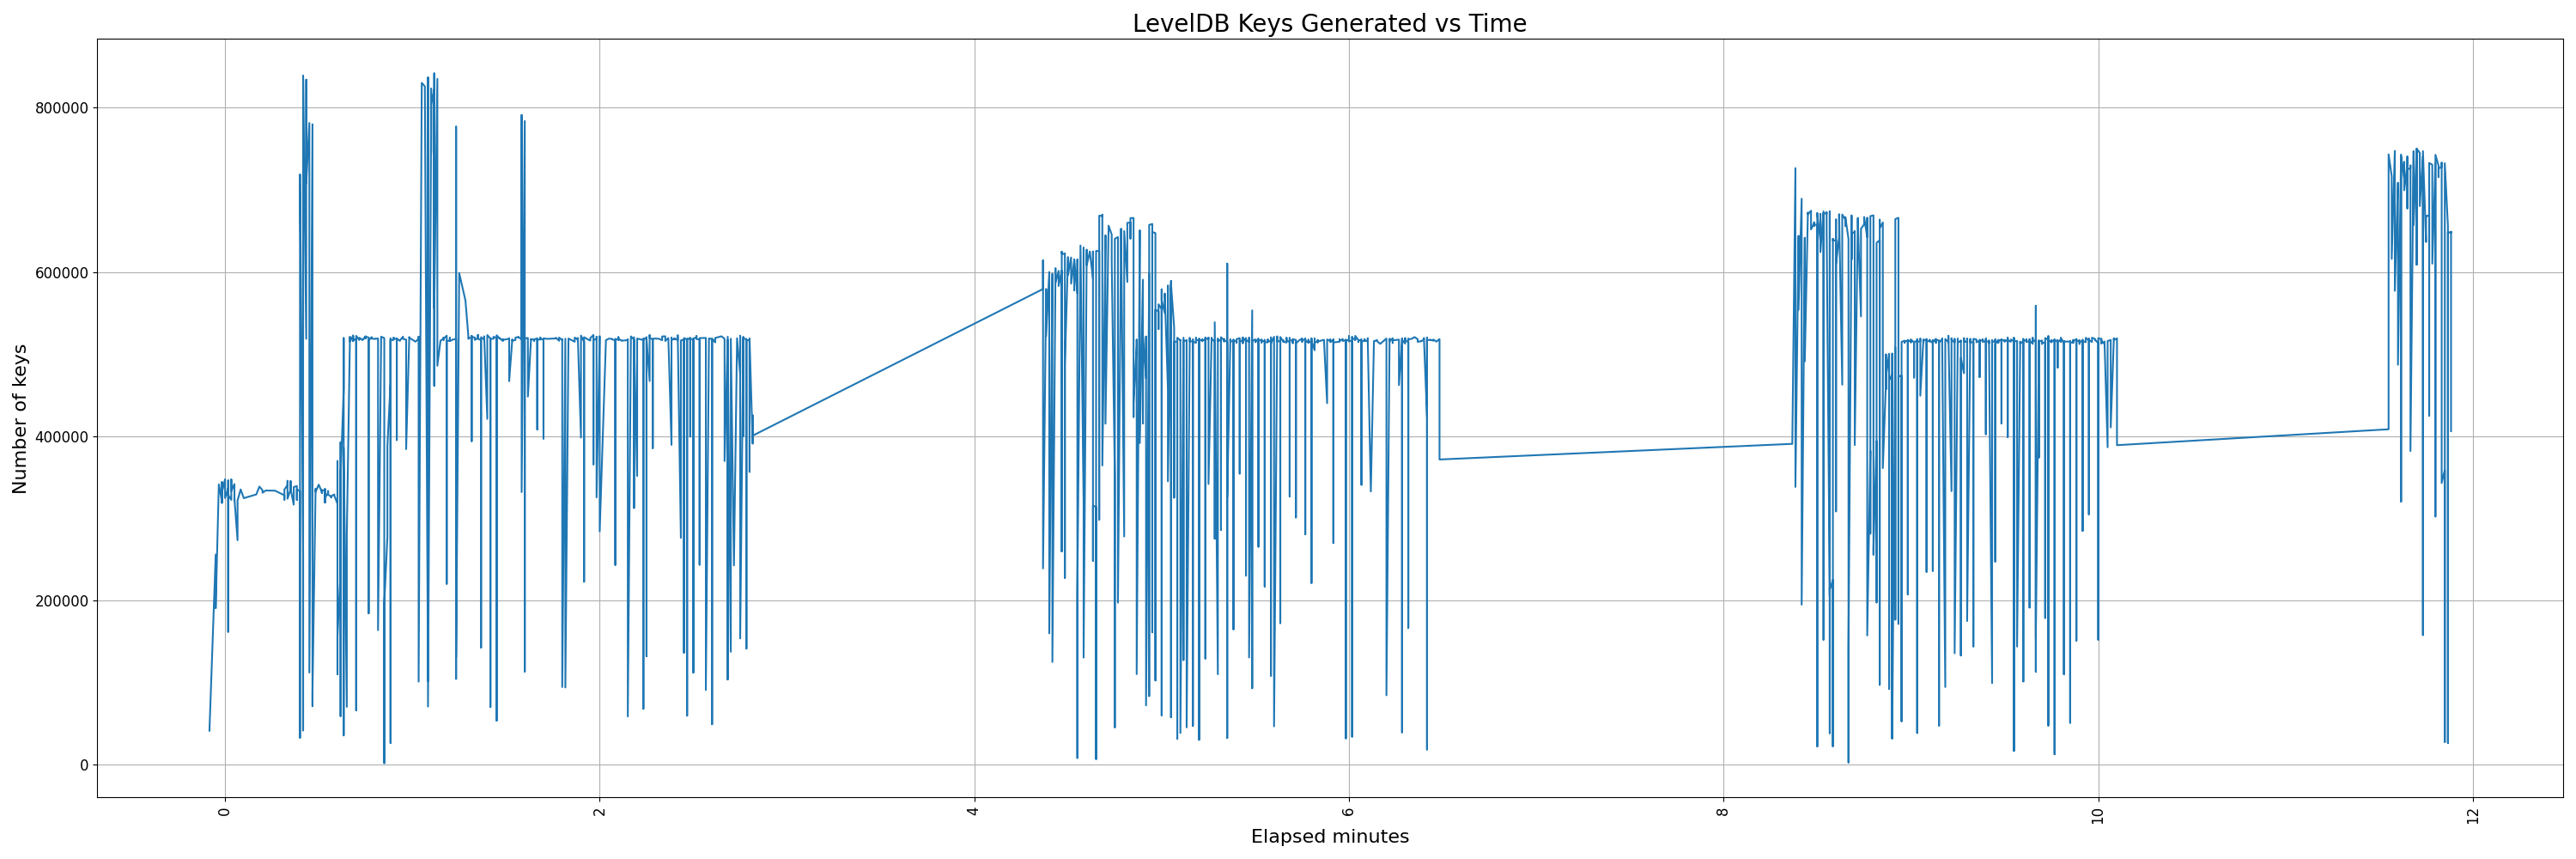 LevelDB Keys Generated vs Time
Number of keys
800000
600000
400000
200000
0
0 2 4 6 8 10 12
Elapsed minutes